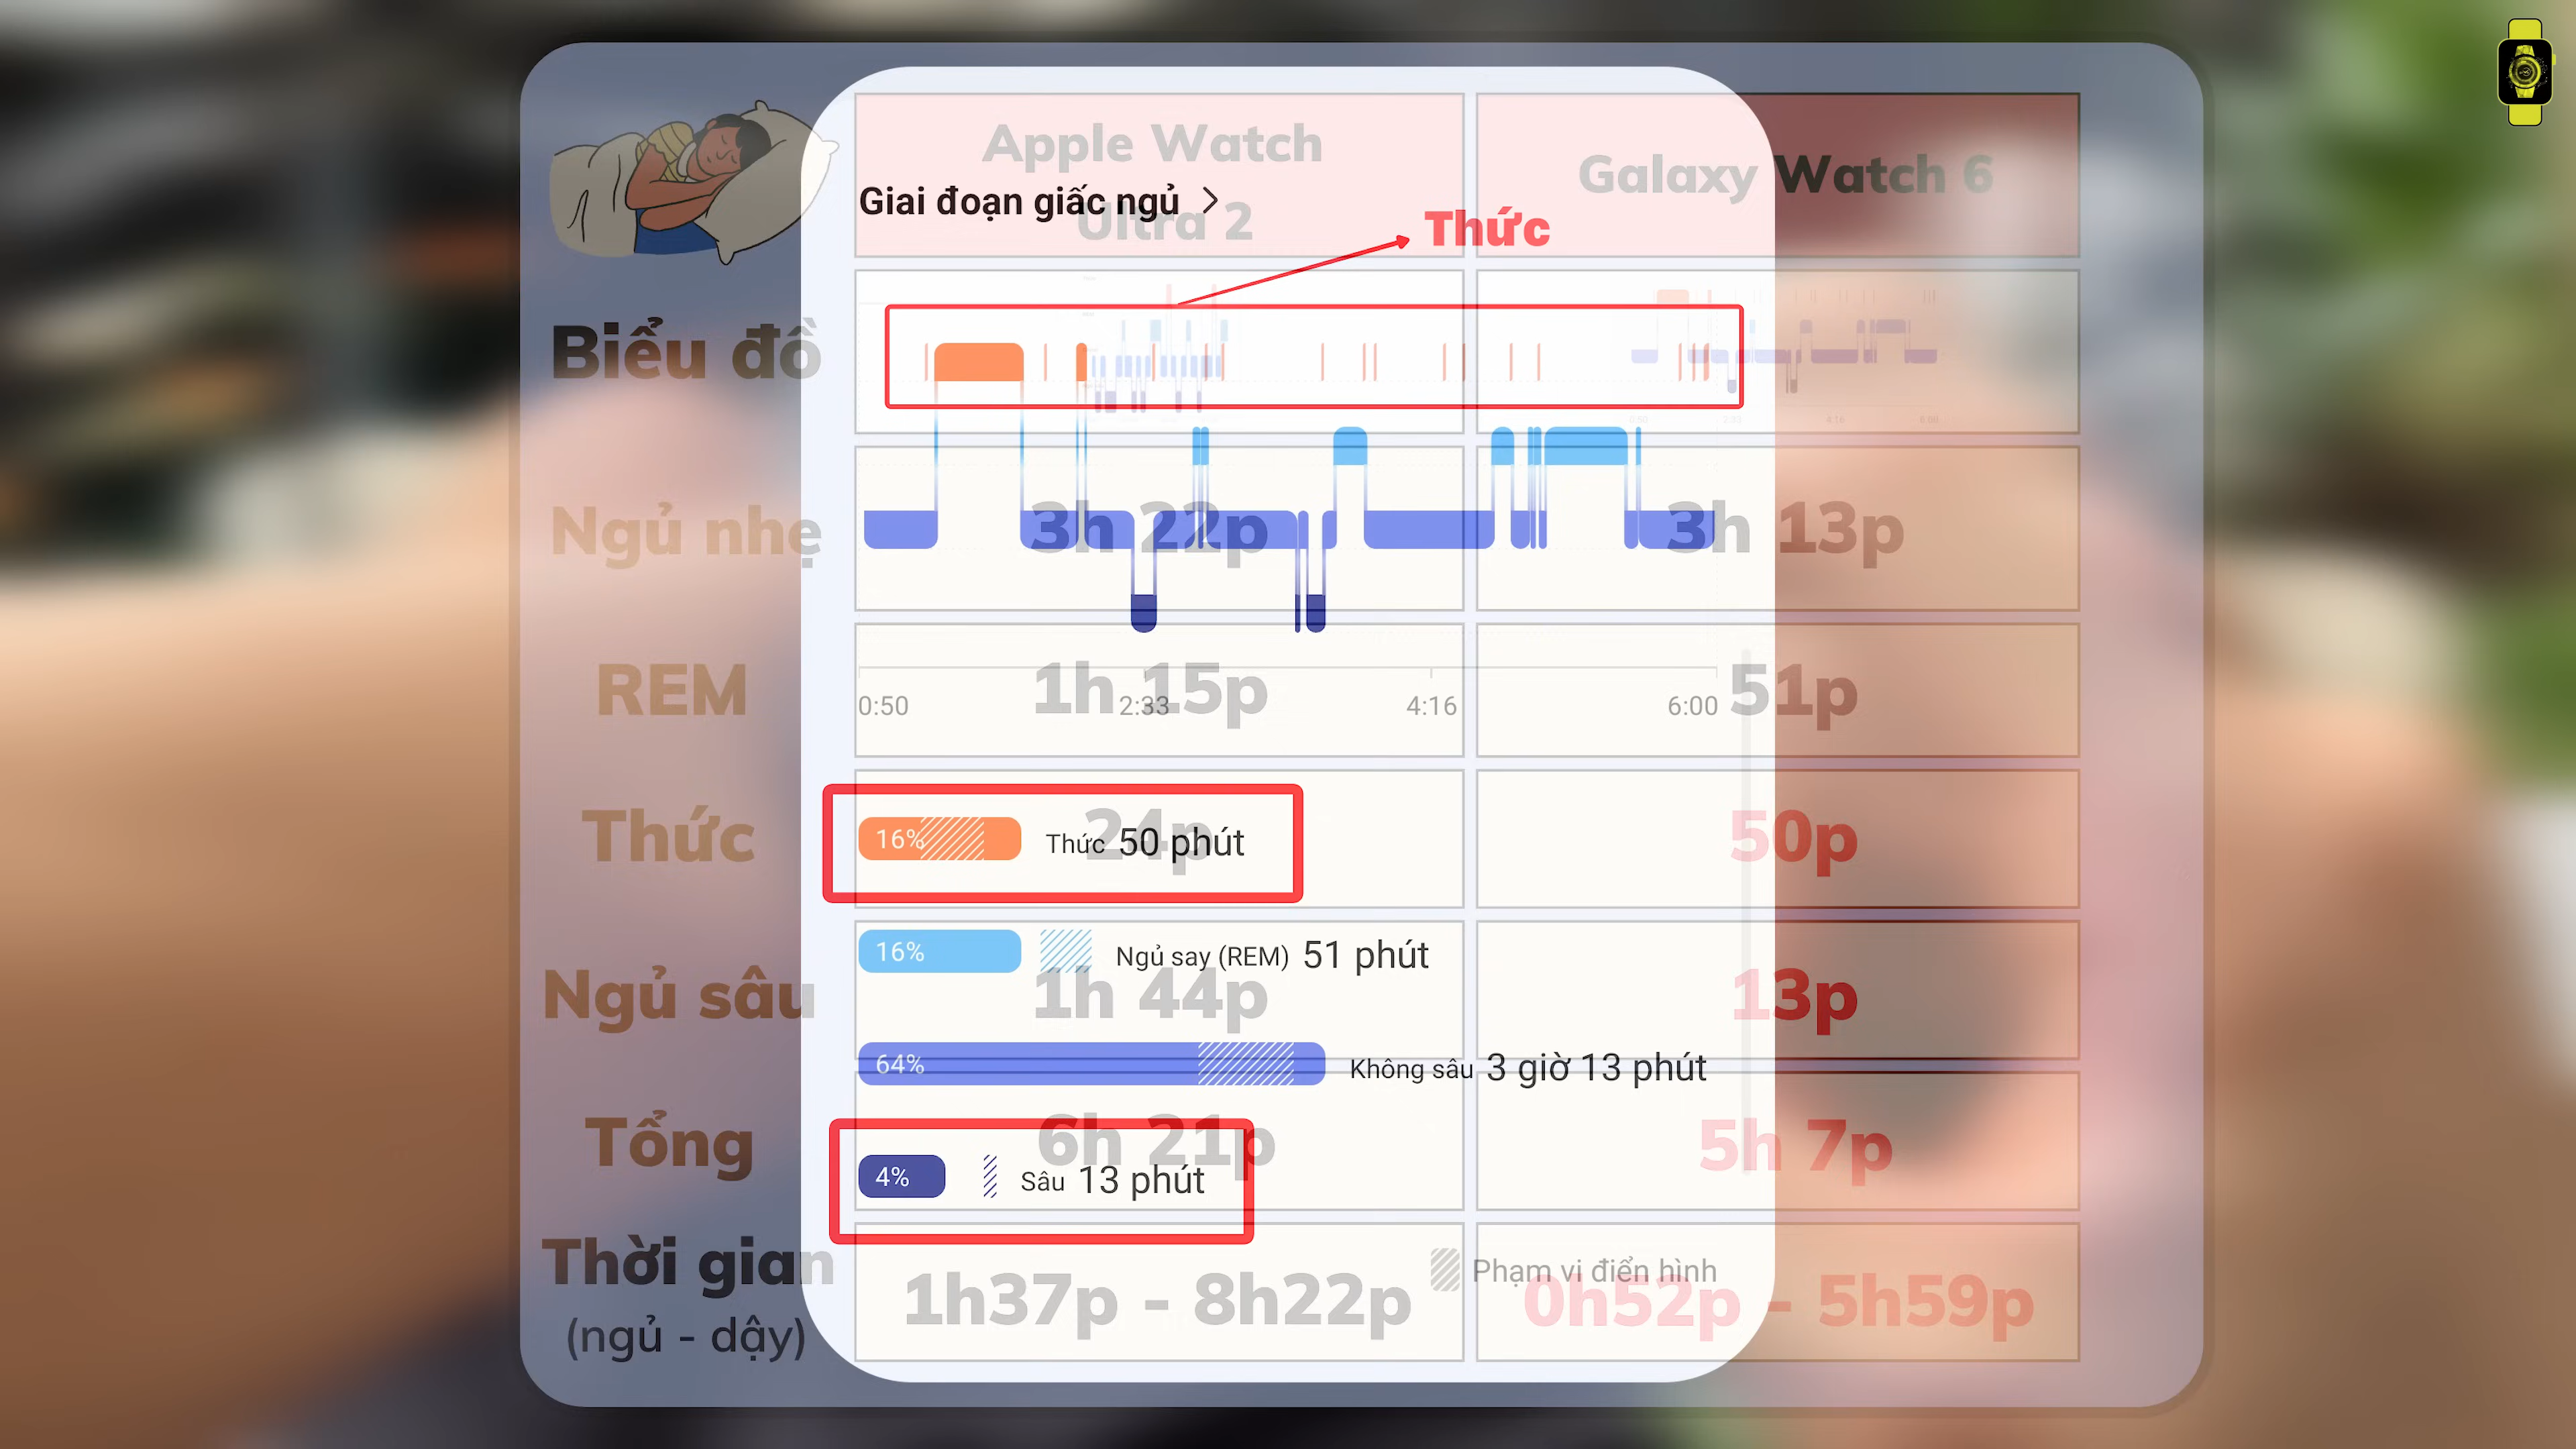 Apple Watch
Ultra 2
Galaxy Watch 6
Giai đoạn giấc ngủ
Thức
Biểu đồ
Ngủ nhẹ
3h 22p
3h 13p
REM
1h 15p
51p
0:50
2:33
4:16
6:00
Thức
24p
50p
16%
Thức 50 phút
16%
Ngủ say (REM) 51 phút
Ngủ sâu
1h 44p
13p
64%
Không sâu 3 giờ 13 phút
Tổng
6h 21p
5h 7p
4%
Sâu 13 phút
Phạm vi điển hình
Thời gian
(ngủ - dậy)
1h37p - 8h22p
0h52p - 5h59p